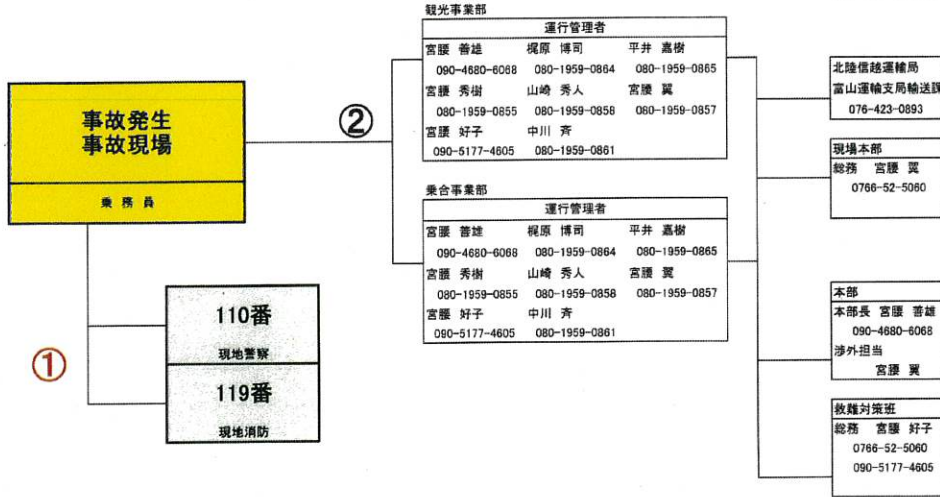 事故発生
事故現場
乗務員
①
110番
現地警察
119番
現地消防
②
観光事業部
運行管理者
宮腰 善雄 梶原 博司 平井 嘉樹
090-4680-6068 080-1959-0864 080-1959-0865
宮腰 秀樹 山崎 秀人 宮腰 翼
080-1959-0855 080-1959-0858 080-1959-0857
宮腰 好子 中川 斉
090-5177-4605 080-1959-0861
乗合事業部
運行管理者
宮腰 善雄 梶原 博司 平井 嘉樹
090-4680-6068 080-1959-0864 080-1959-0865
宮腰 秀樹 山崎 秀人 宮腰 翼
080-1959-0855 080-1959-0858 080-1959-0857
宮腰 好子 中川 斉
090-5177-4605 080-1959-0861
北陸信越運輸局
富山運輸支局輸送課
076-423-0893
現場本部
総務 宮腰 翼
0766-52-5060
本部
本部長 宮腰 善雄
090-4680-6068
渉外担当
宮腰 翼
救難対策班
総務 宮腰 好子
0766-52-5060
090-5177-4605